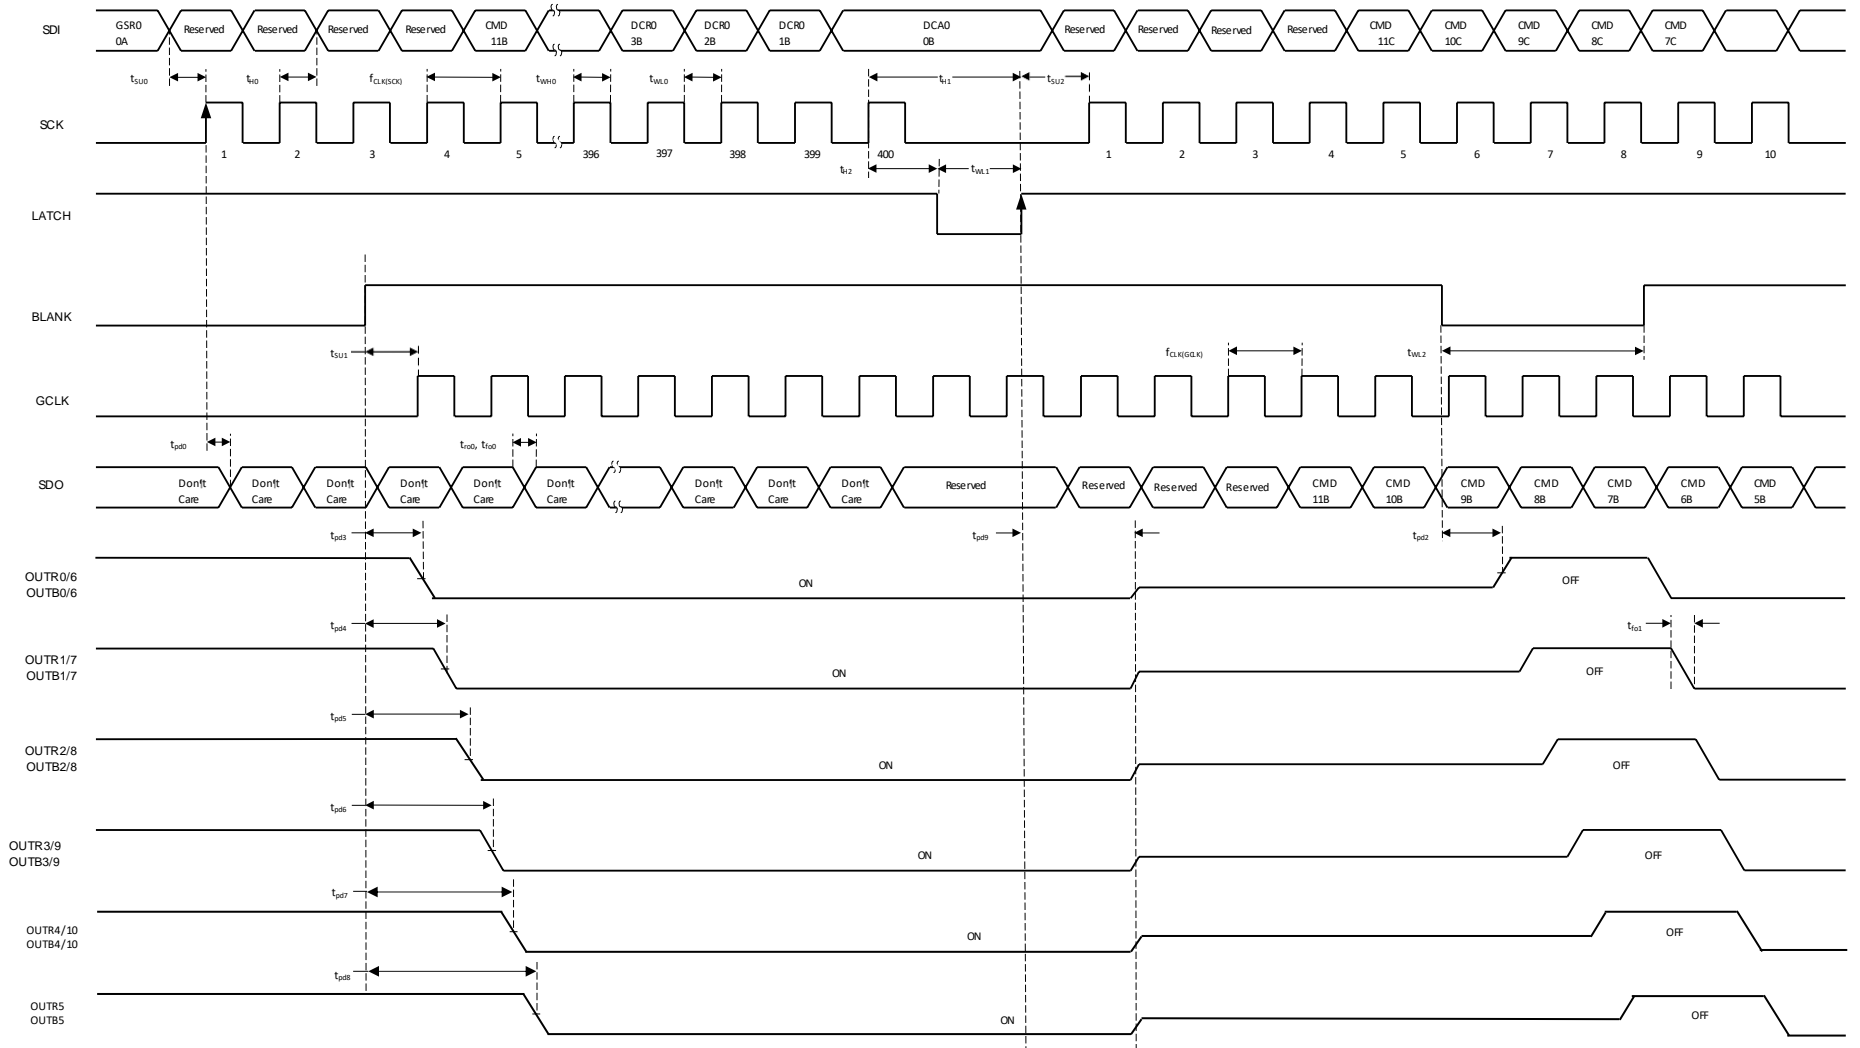 SDI
GSR0 0A
Reserved
Reserved
Reserved
Reserved
CMD 11B
DCR0 3B
DCR0 2B
DCR0 1B
DCA0 0B
Reserved
Reserved
Reserved
Reserved
CMD 11C
CMD 10C
CMD 9C
CMD 8C
CMD 7C
tSU0
tH0
fCLK(SCK)
tWH0
tWL0
tH1
tSU2
SCK
1 2 3 4 5 396 397 398 399 400 1 2 3 4 5 6 7 8 9 10
tH2
tWL1
LATCH
BLANK
tSU1
fCLK(GCLK)
tWL2
GCLK
tpd0
tro0, tfo0
SDO
Don't Care
Don't Care
Don't Care
Don't Care
Don't Care
Don't Care
Don't Care
Don't Care
Don't Care
Reserved
Reserved
Reserved
Reserved
CMD 11B
CMD 10B
CMD 9B
CMD 8B
CMD 7B
CMD 6B
CMD 5B
tpd3
tpd9
tpd2
OUTR0/6
OUTB0/6
ON
OFF
tpd4
tfo1
OUTR1/7
OUTB1/7
ON
OFF
tpd5
OUTR2/8
OUTB2/8
ON
OFF
tpd6
OUTR3/9
OUTB3/9
ON
OFF
tpd7
OUTR4/10
OUTB4/10
ON
OFF
tpd8
OUTR5
OUTB5
ON
OFF